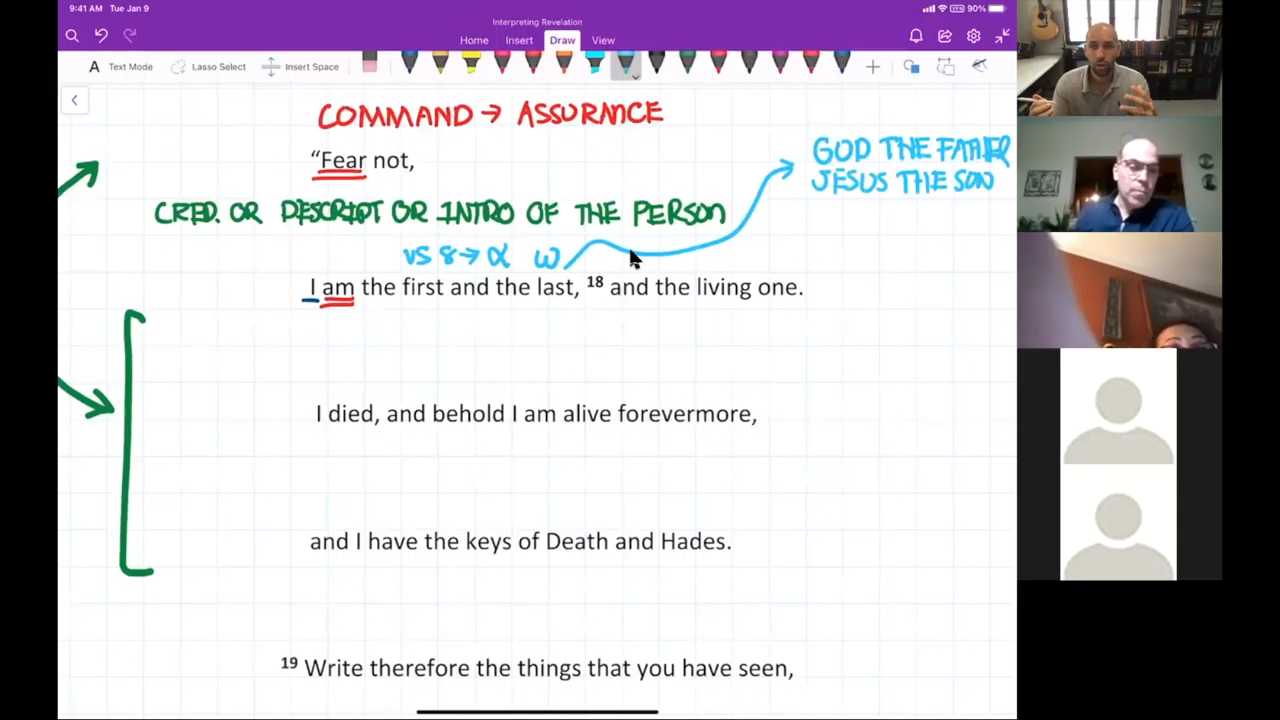 9:41 AM Tue Jan 9
90%
Interpreting Revelation
Home Insert Draw View
A Text Mode Lasso Select Insert Space
COMMAND → ASSURANCE
“Fear not,
GOD THE FATHER
JESUS THE SON
CRED. OR DESCRIPT OR INTRO OF THE PERSON
VS 8 → α ω
I am the first and the last, 18 and the living one.
I died, and behold I am alive forevermore,
and I have the keys of Death and Hades.
19 Write therefore the things that you have seen,